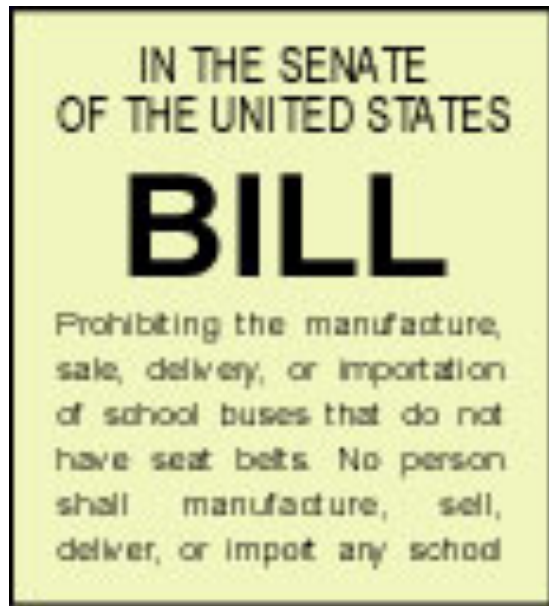 IN THE SENATE
OF THE UNITED STATES
BILL
Prohibiting the manufacture,
sale, delivery, or importation
of school buses that do not
have seat belts. No person
shall manufacture, sell,
deliver, or import any school